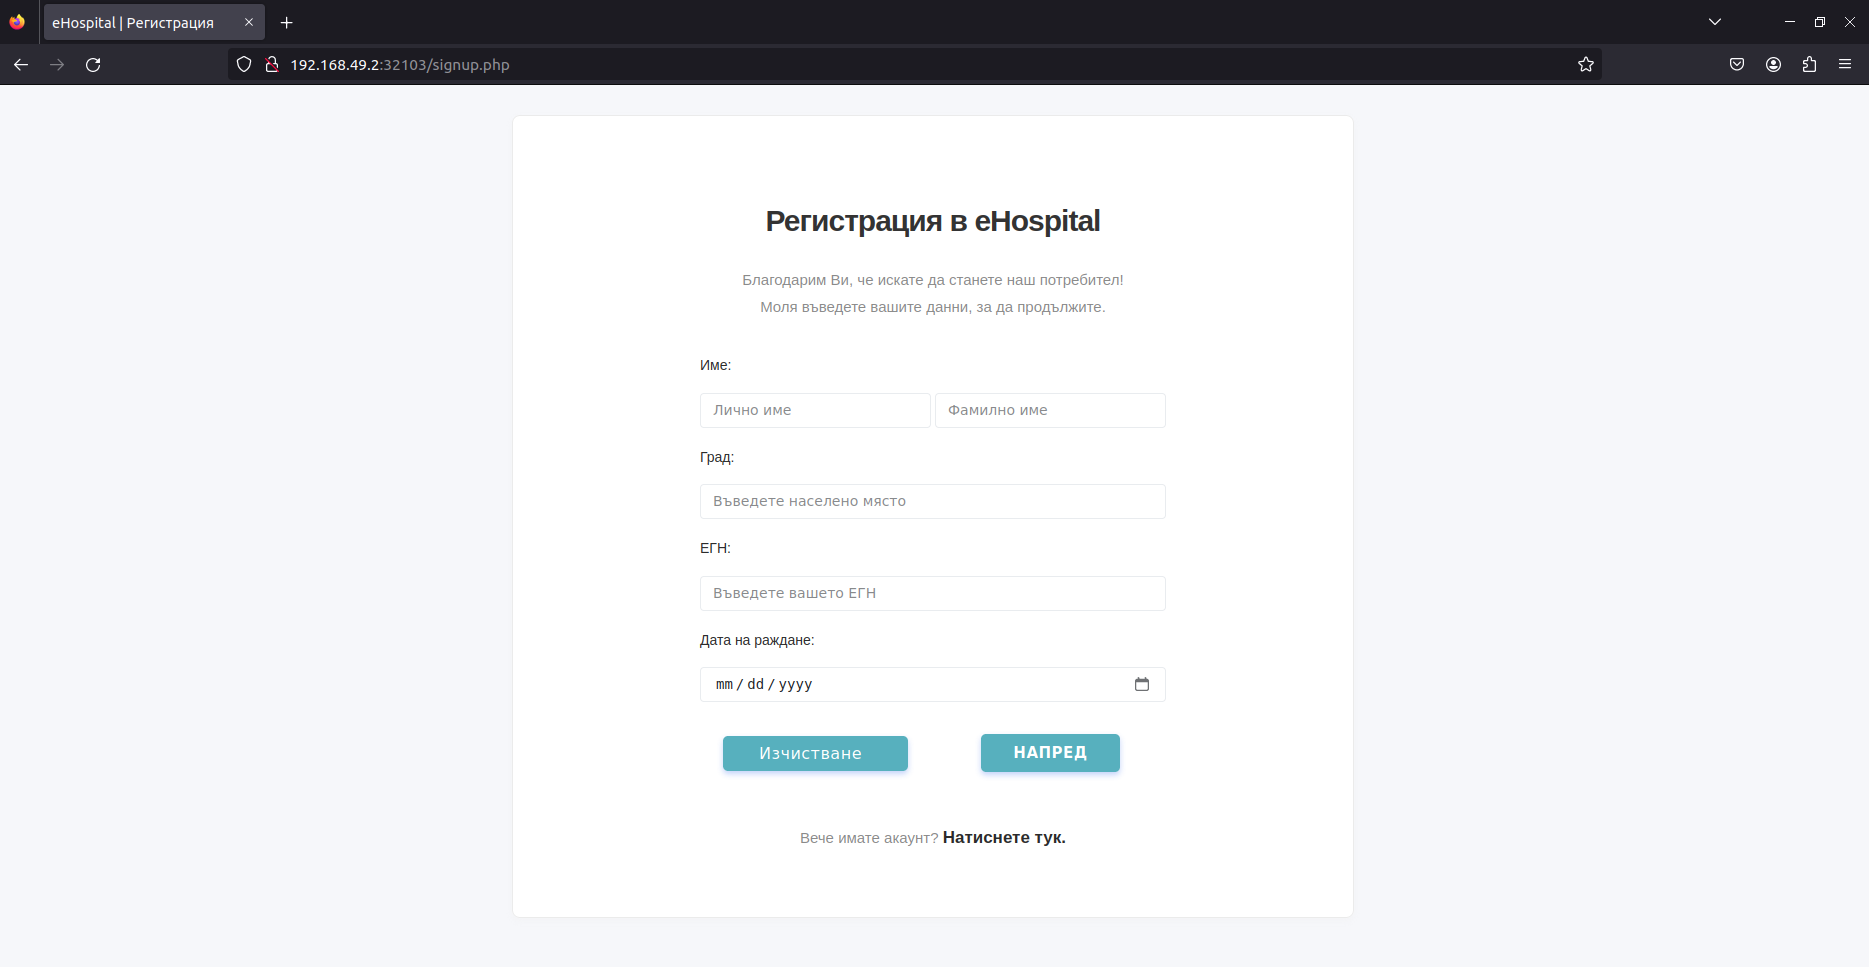 eHospital | Регистрация
192.168.49.2:32103/signup.php
Регистрация в eHospital
Благодарим Ви, че искате да станете наш потребител!
Моля въведете вашите данни, за да продължите.
Име:
Лично име Фамилно име
Град:
Въведете населено място
ЕГН:
Въведете вашето ЕГН
Дата на раждане:
mm / dd / yyyy
Изчистване НАПРЕД
Вече имате акаунт? Натиснете тук.